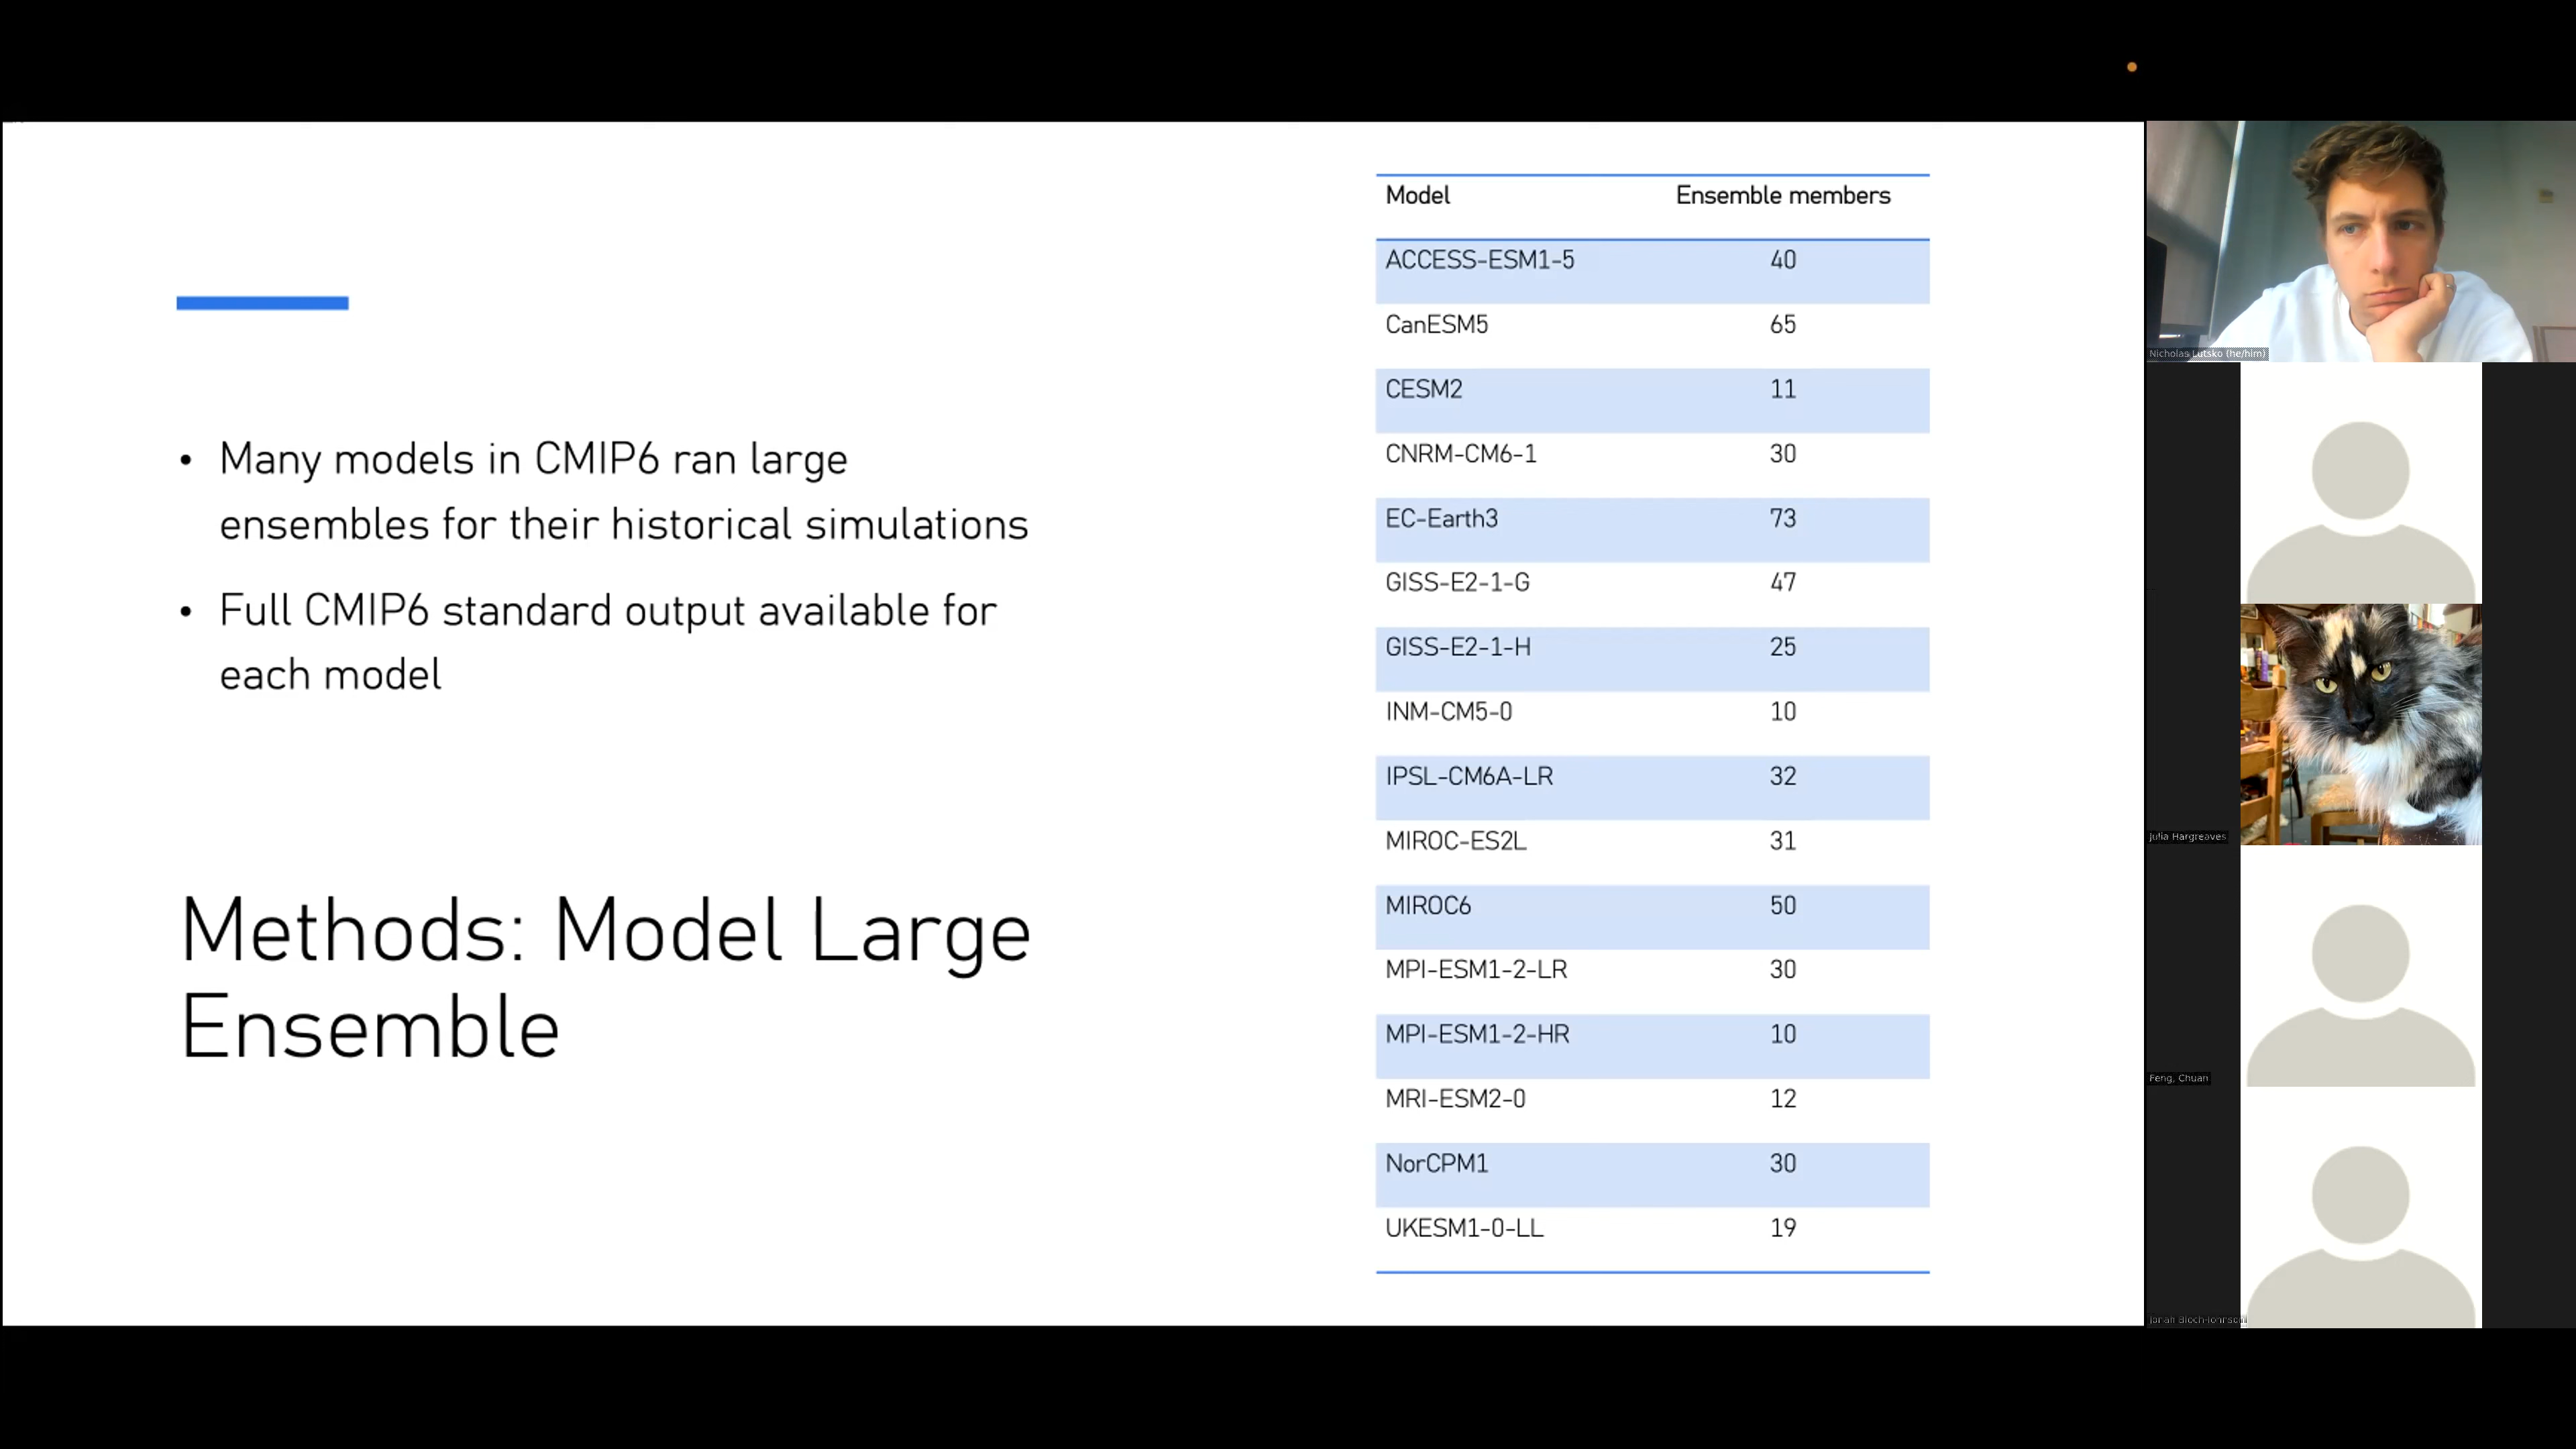 • Many models in CMIP6 ran large
ensembles for their historical simulations
• Full CMIP6 standard output available for
each model
Methods: Model Large
Ensemble
Model Ensemble members
ACCESS-ESM1-5 40
CanESM5 65
CESM2 11
CNRM-CM6-1 30
EC-Earth3 73
GISS-E2-1-G 47
GISS-E2-1-H 25
INM-CM5-0 10
IPSL-CM6A-LR 32
MIROC-ES2L 31
MIROC6 50
MPI-ESM1-2-LR 30
MPI-ESM1-2-HR 10
MRI-ESM2-0 12
NorCPM1 30
UKESM1-0-LL 19
Nicholas Lutsko (he/him)
Julia Hargreaves
Feng, Chuan
Jonah